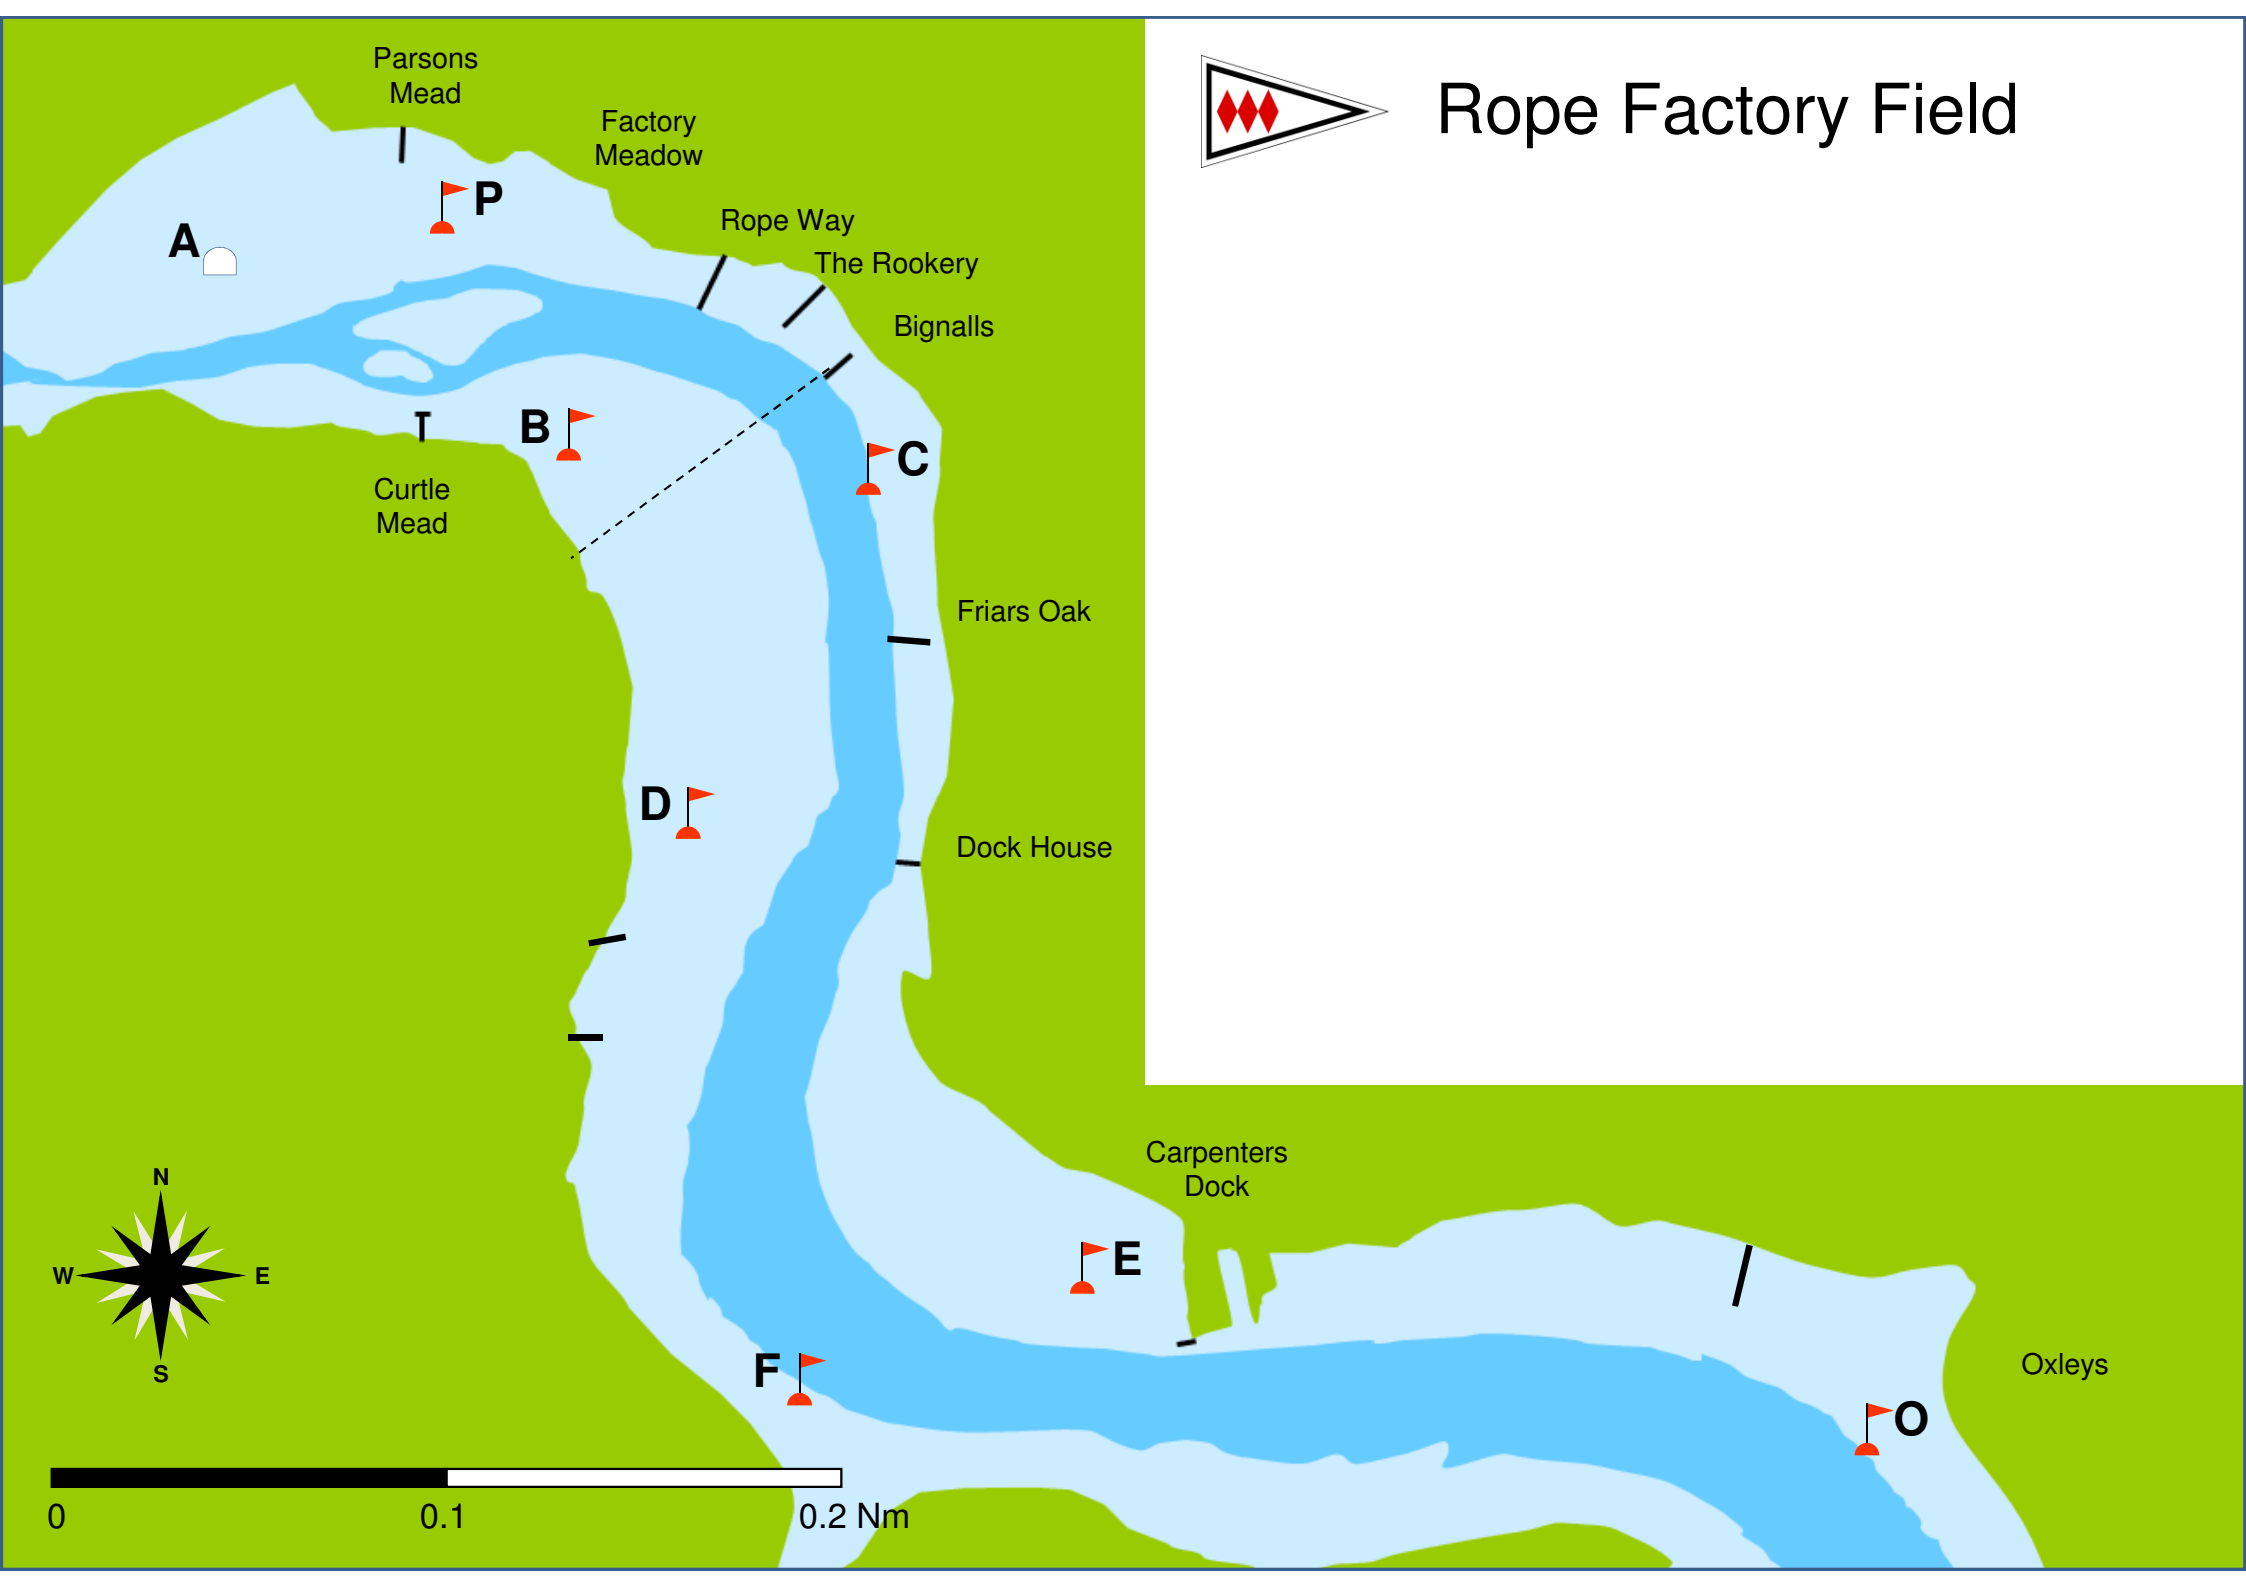 Rope Factory Field
Parsons
Mead
Factory
Meadow
P
Rope Way
A
The Rookery
Bignalls
B
C
Curtle
Mead
Friars Oak
D
Dock House
Carpenters
Dock
N
W
E
S
E
F
Oxleys
O
0
0.1
0.2 Nm